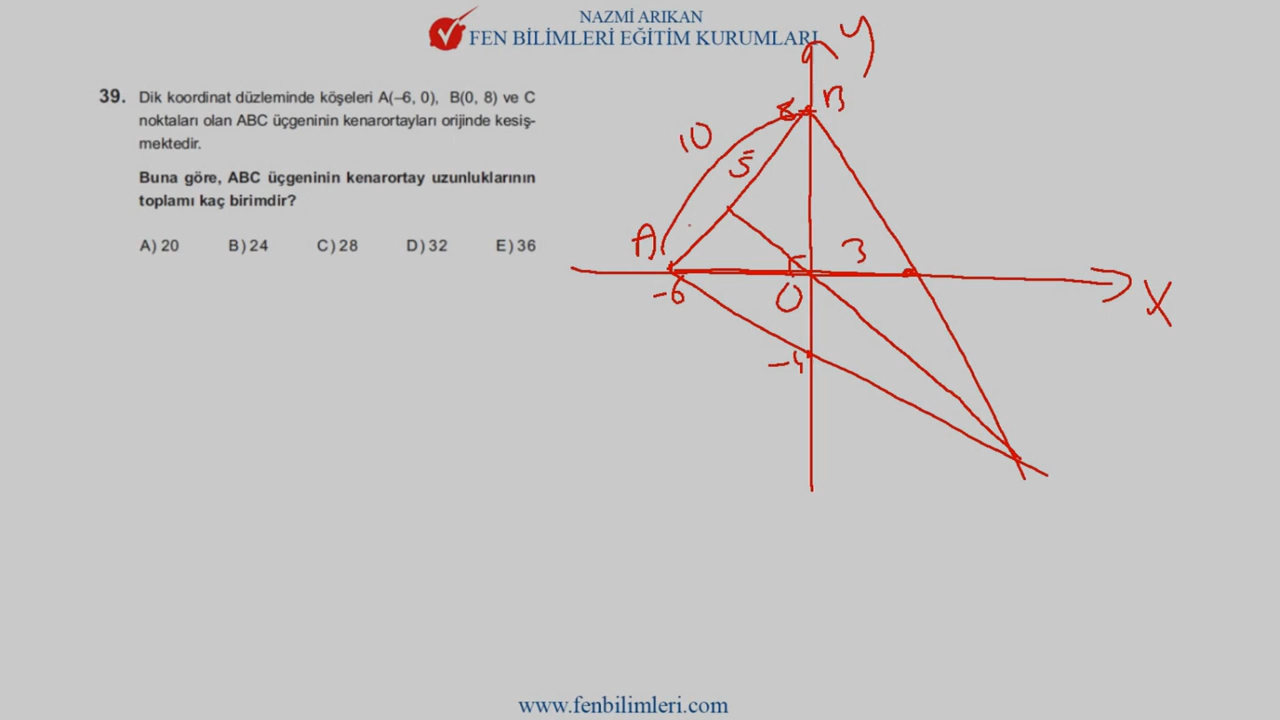 NAZMİ ARIKAN
FEN BİLİMLERİ EĞİTİM KURUMLARI
39. Dik koordinat düzleminde köşeleri A(–6, 0), B(0, 8) ve C
noktaları olan ABC üçgeninin kenarortayları orijinde kesiş-
mektedir.
Buna göre, ABC üçgeninin kenarortay uzunluklarının
toplamı kaç birimdir?
A) 20 B) 24 C) 28 D) 32 E) 36
y
8 B
10
5
A
3
-6
O
x
-4
www.fenbilimleri.com